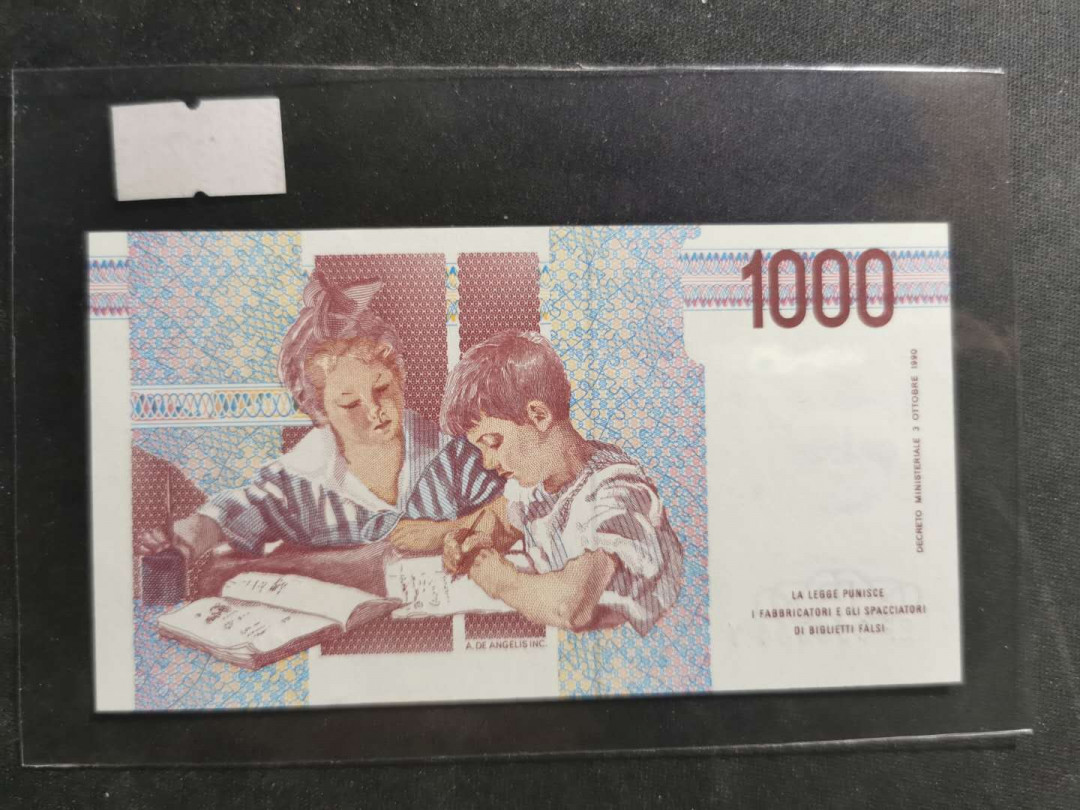 1000
DECRETO MINISTERIALE 3 OTTOBRE 1990
LA LEGGE PUNISCE
I FABBRICATORI E GLI SPACCIATORI
DI BIGLIETTI FALSI
A. DE ANGELIS INC.